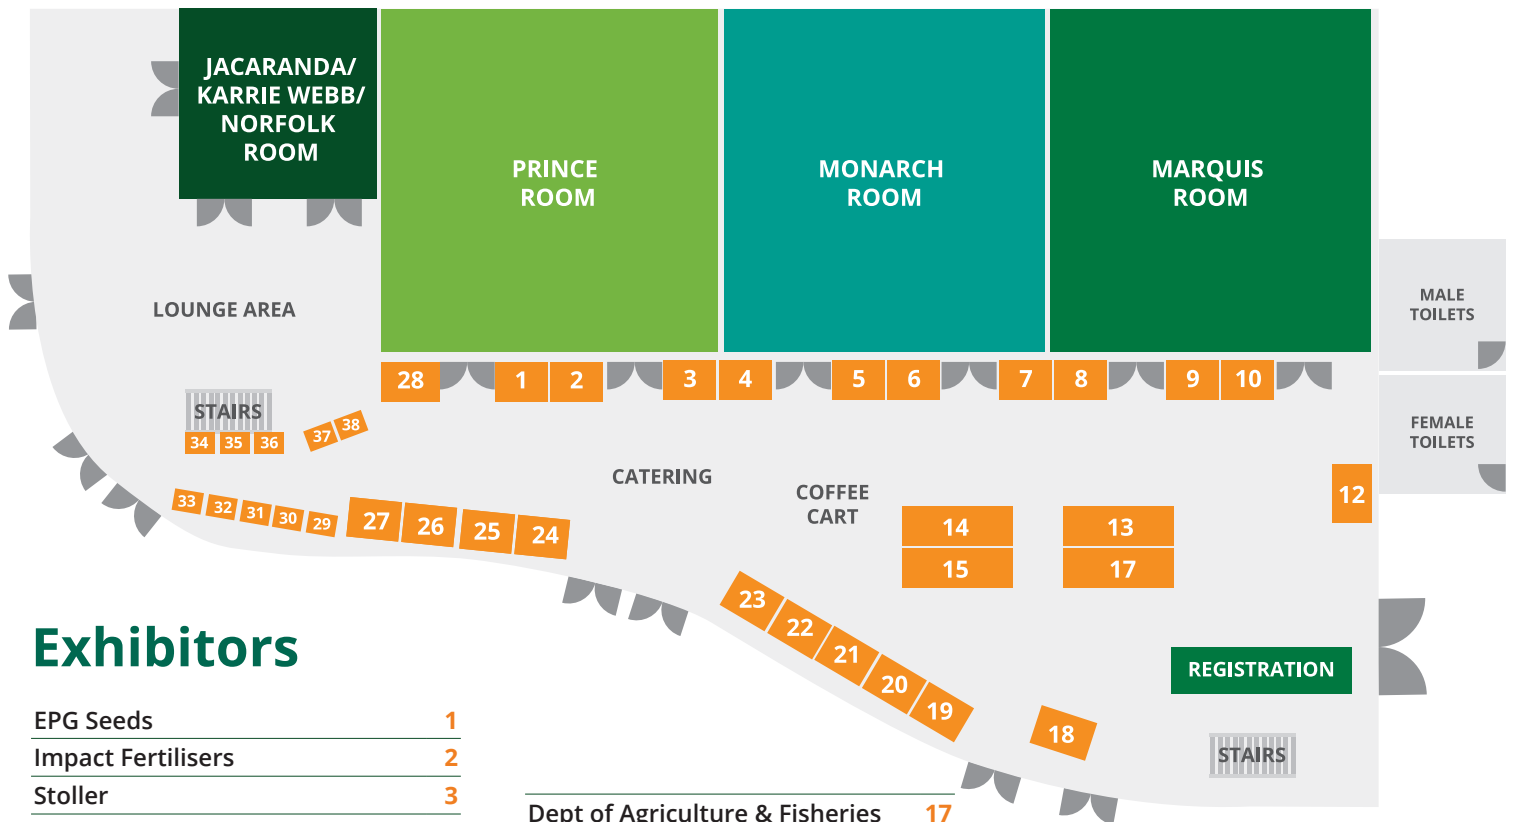 JACARANDA/
KARRIE WEBB/
NORFOLK
ROOM
PRINCE
ROOM
MONARCH
ROOM
MARQUIS
ROOM
LOUNGE AREA
MALE
TOILETS
FEMALE
TOILETS
28
1
2
3
4
5
6
7
8
9
10
STAIRS
34
35
36
37
38
CATERING
COFFEE
CART
12
33
32
31
30
29
27
26
25
24
14
13
15
17
23
22
21
20
19
18
REGISTRATION
STAIRS
Exhibitors
EPG Seeds 1
Impact Fertilisers 2
Stoller 3
Dept of Agriculture & Fisheries 17